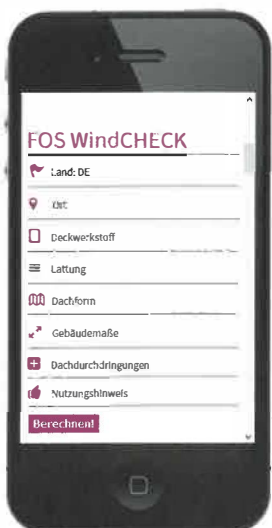 FOS WindCHECK
Land: DE
Ort
Deckwerkstoff
Lattung
Dachform
Gebäudemaße
Dachdurchdringungen
Nutzungshinweis
Berechnen!